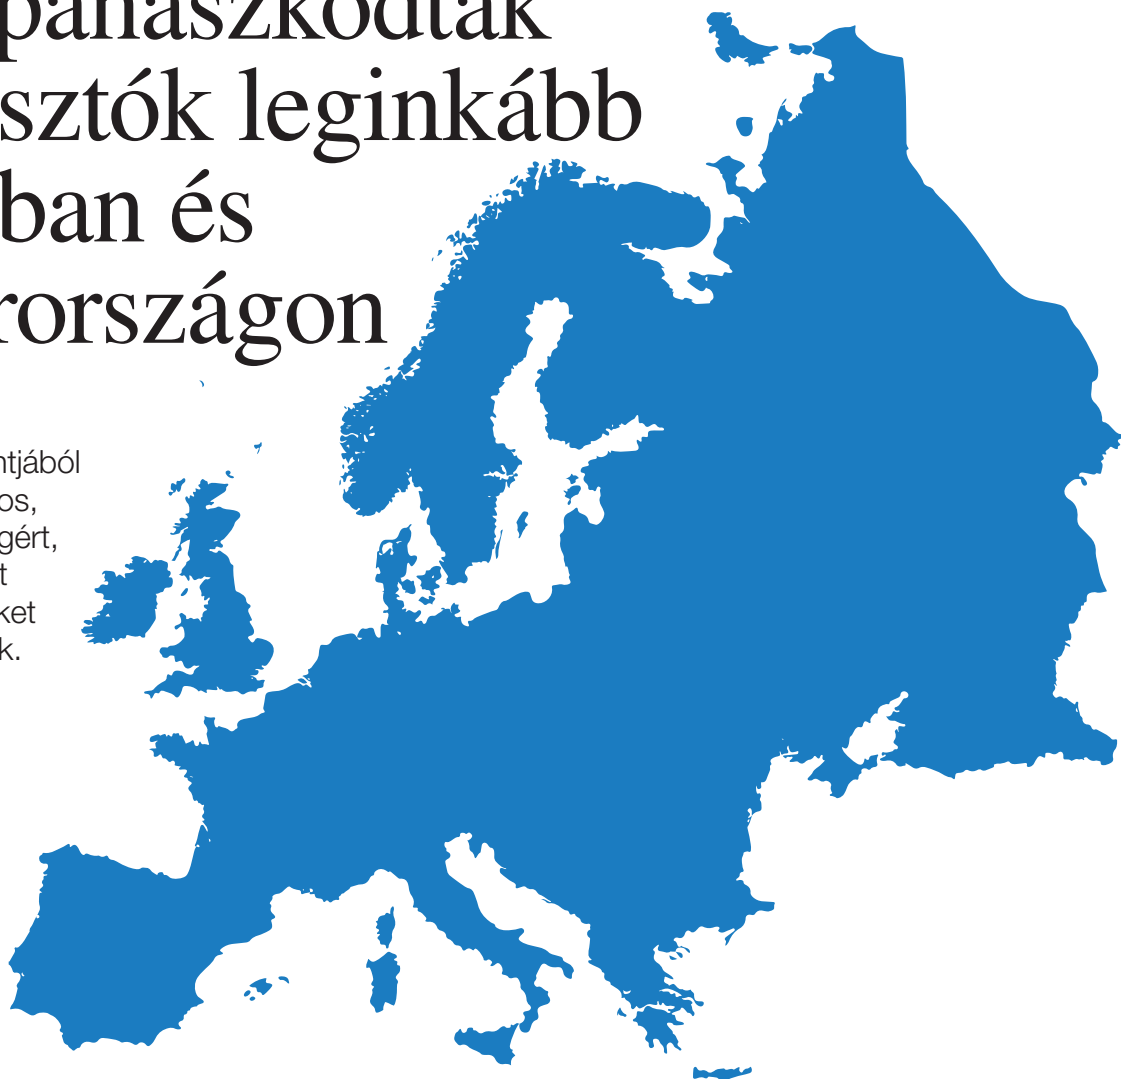 panaszkodtak
sztók leginkább
ban és
rországon
ntjából
os,
gért,
t
ket
k.